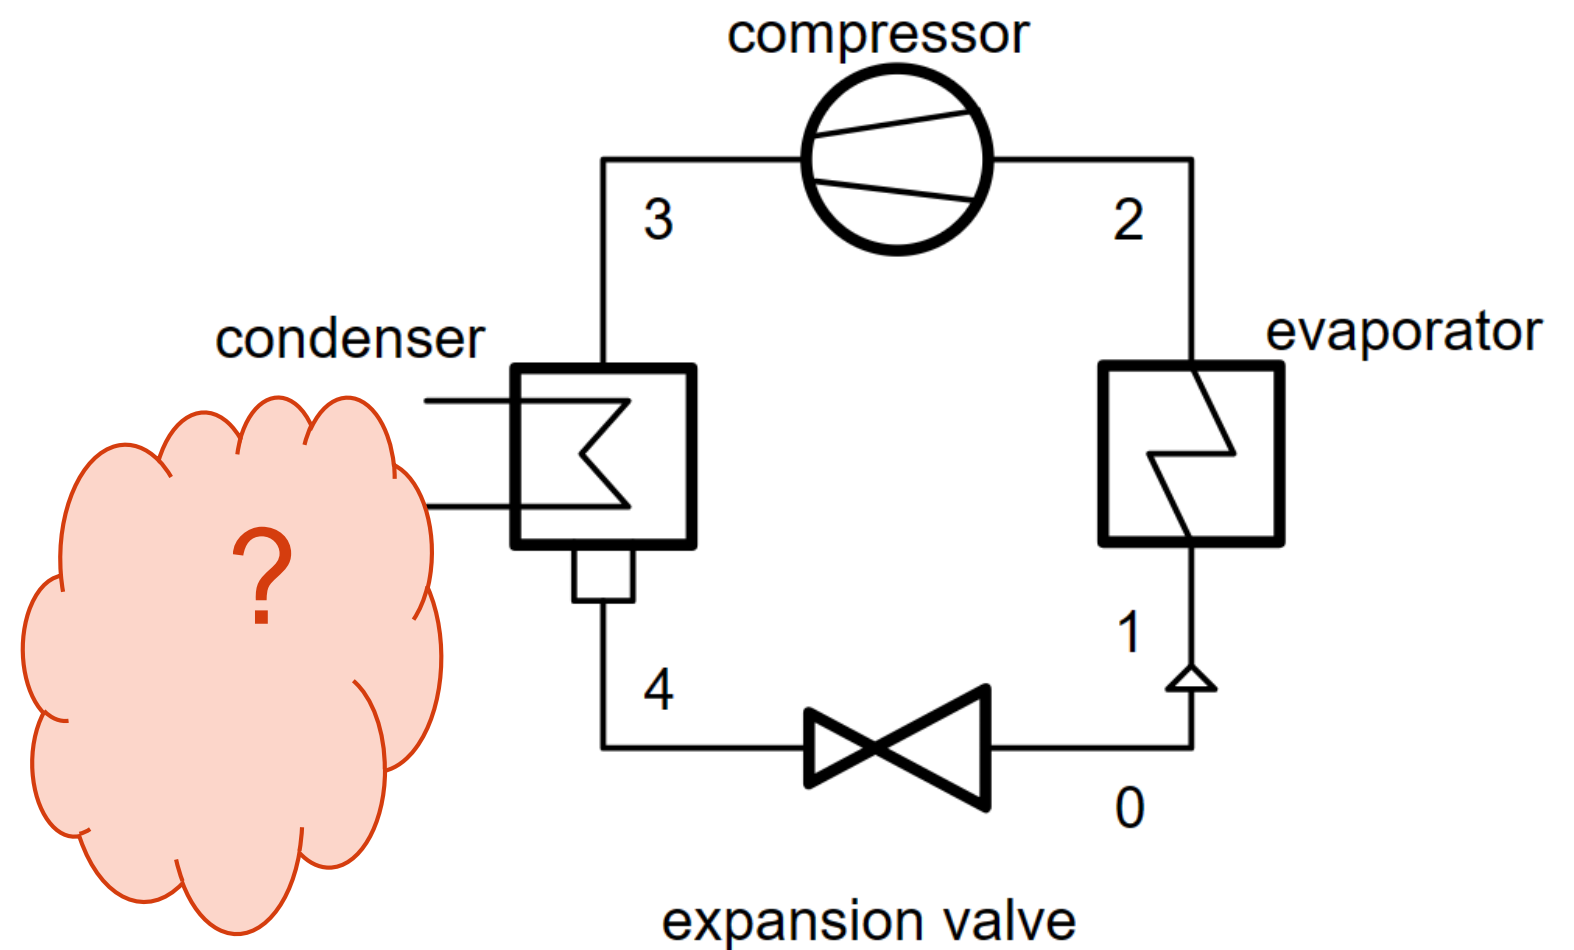 compressor
3
2
condenser
evaporator
?
1
4
0
expansion valve